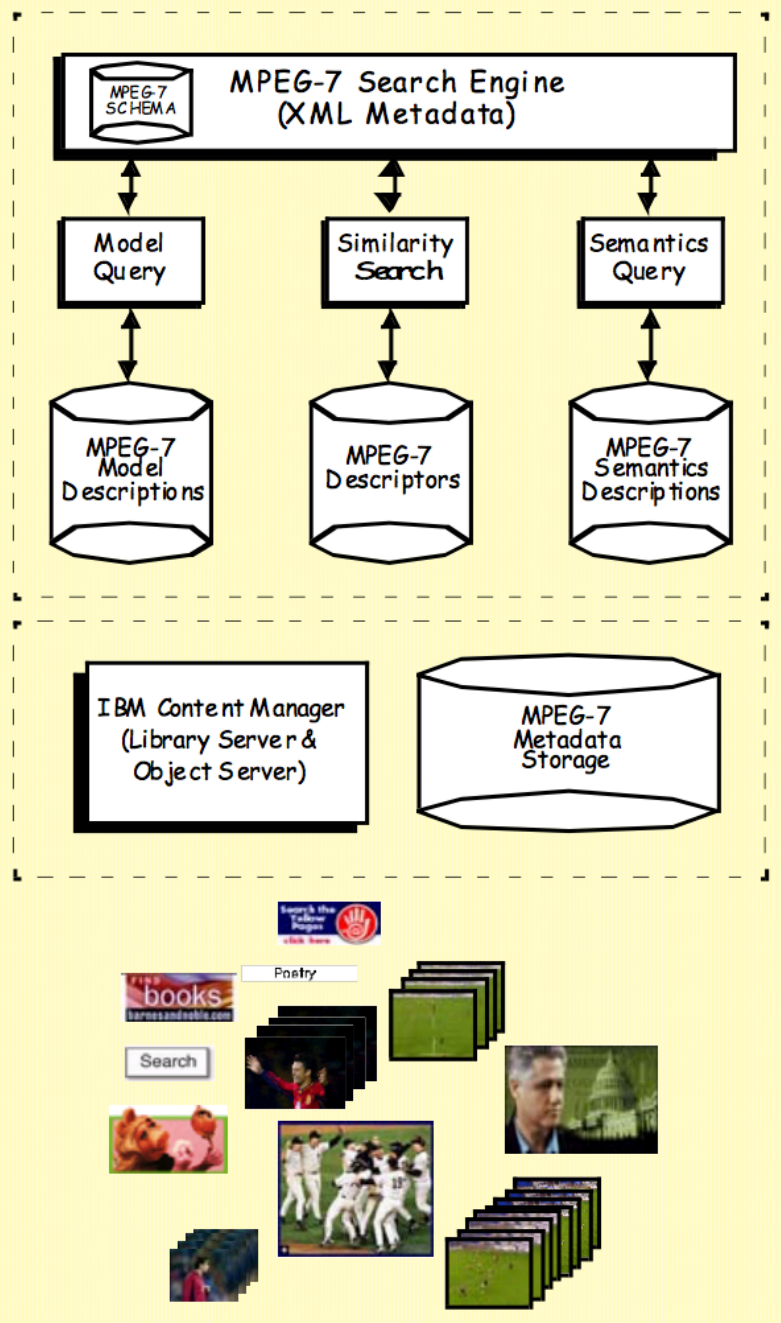 MPEG-7
SCHEMA
MPEG-7 Search Engine
(XML Metadata)
Model
Query
Similarity
Search
Semantics
Query
MPEG-7
Model
Descriptions
MPEG-7
Descriptors
MPEG-7
Semantics
Descriptions
IBM Content Manager
(Library Server &
Object Server)
MPEG-7
Metadata
Storage
Search the
Yellow
Pages
click here
Poetry
FIND
books
barnesandnoble.com
Search